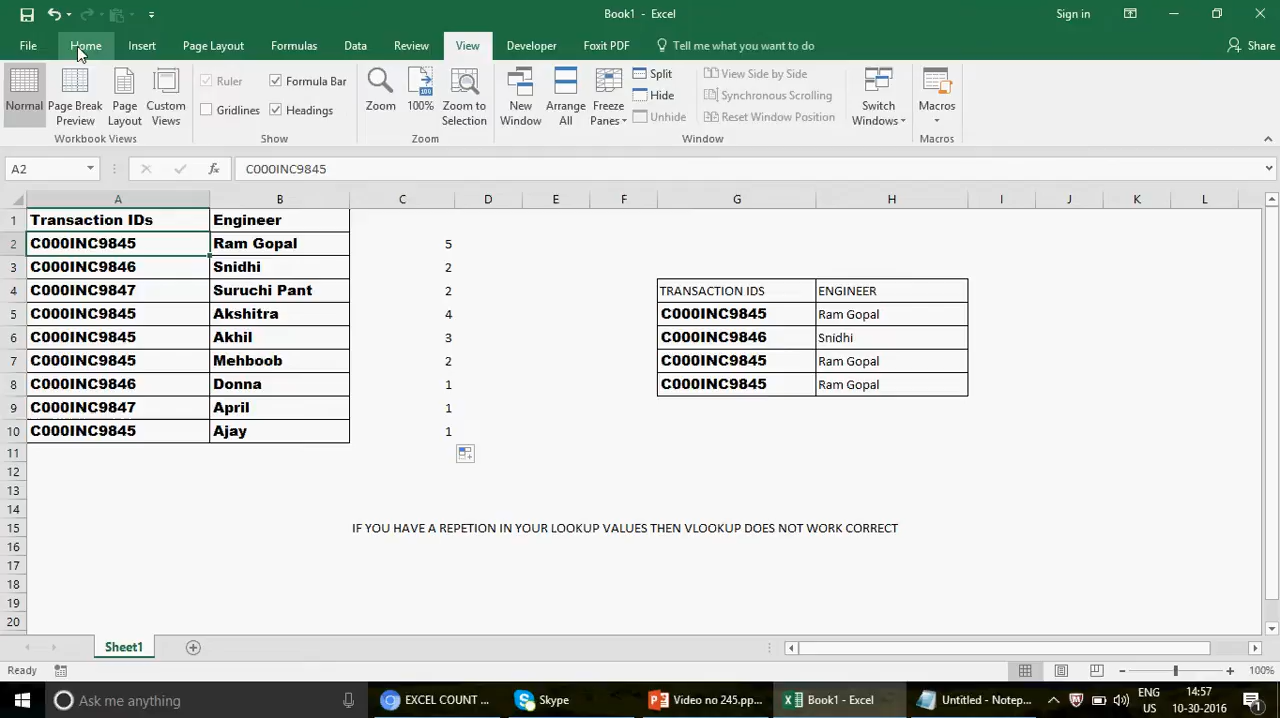 Book1 - Excel
Sign in
File Home Insert Page Layout Formulas Data Review View Developer Foxit PDF Tell me what you want to do Share
Normal Page Break Preview Page Layout Custom Views
Workbook Views
Ruler Formula Bar
Gridlines Headings
Show
Zoom 100% Zoom to Selection
Zoom
New Window Arrange All Freeze Panes
Split
Hide
Unhide
View Side by Side
Synchronous Scrolling
Reset Window Position
Switch Windows
Window
Macros
Macros
A2 fx C000INC9845
A B C D E F G H I J K L
1 Transaction IDs Engineer
2 C000INC9845 Ram Gopal 5
3 C000INC9846 Snidhi 2
4 C000INC9847 Suruchi Pant 2 TRANSACTION IDS ENGINEER
5 C000INC9845 Akshitra 4 C000INC9845 Ram Gopal
6 C000INC9845 Akhil 3 C000INC9846 Snidhi
7 C000INC9845 Mehboob 2 C000INC9845 Ram Gopal
8 C000INC9846 Donna 1 C000INC9845 Ram Gopal
9 C000INC9847 April 1
10 C000INC9845 Ajay 1
11
12
13
14
15 IF YOU HAVE A REPETION IN YOUR LOOKUP VALUES THEN VLOOKUP DOES NOT WORK CORRECT
16
17
18
19
20
Sheet1
Ready 100%
Ask me anything EXCEL COUNT ... Skype Video no 245.pp... Book1 - Excel Untitled - Notep... ENG IG 14:57 10-30-2016 1